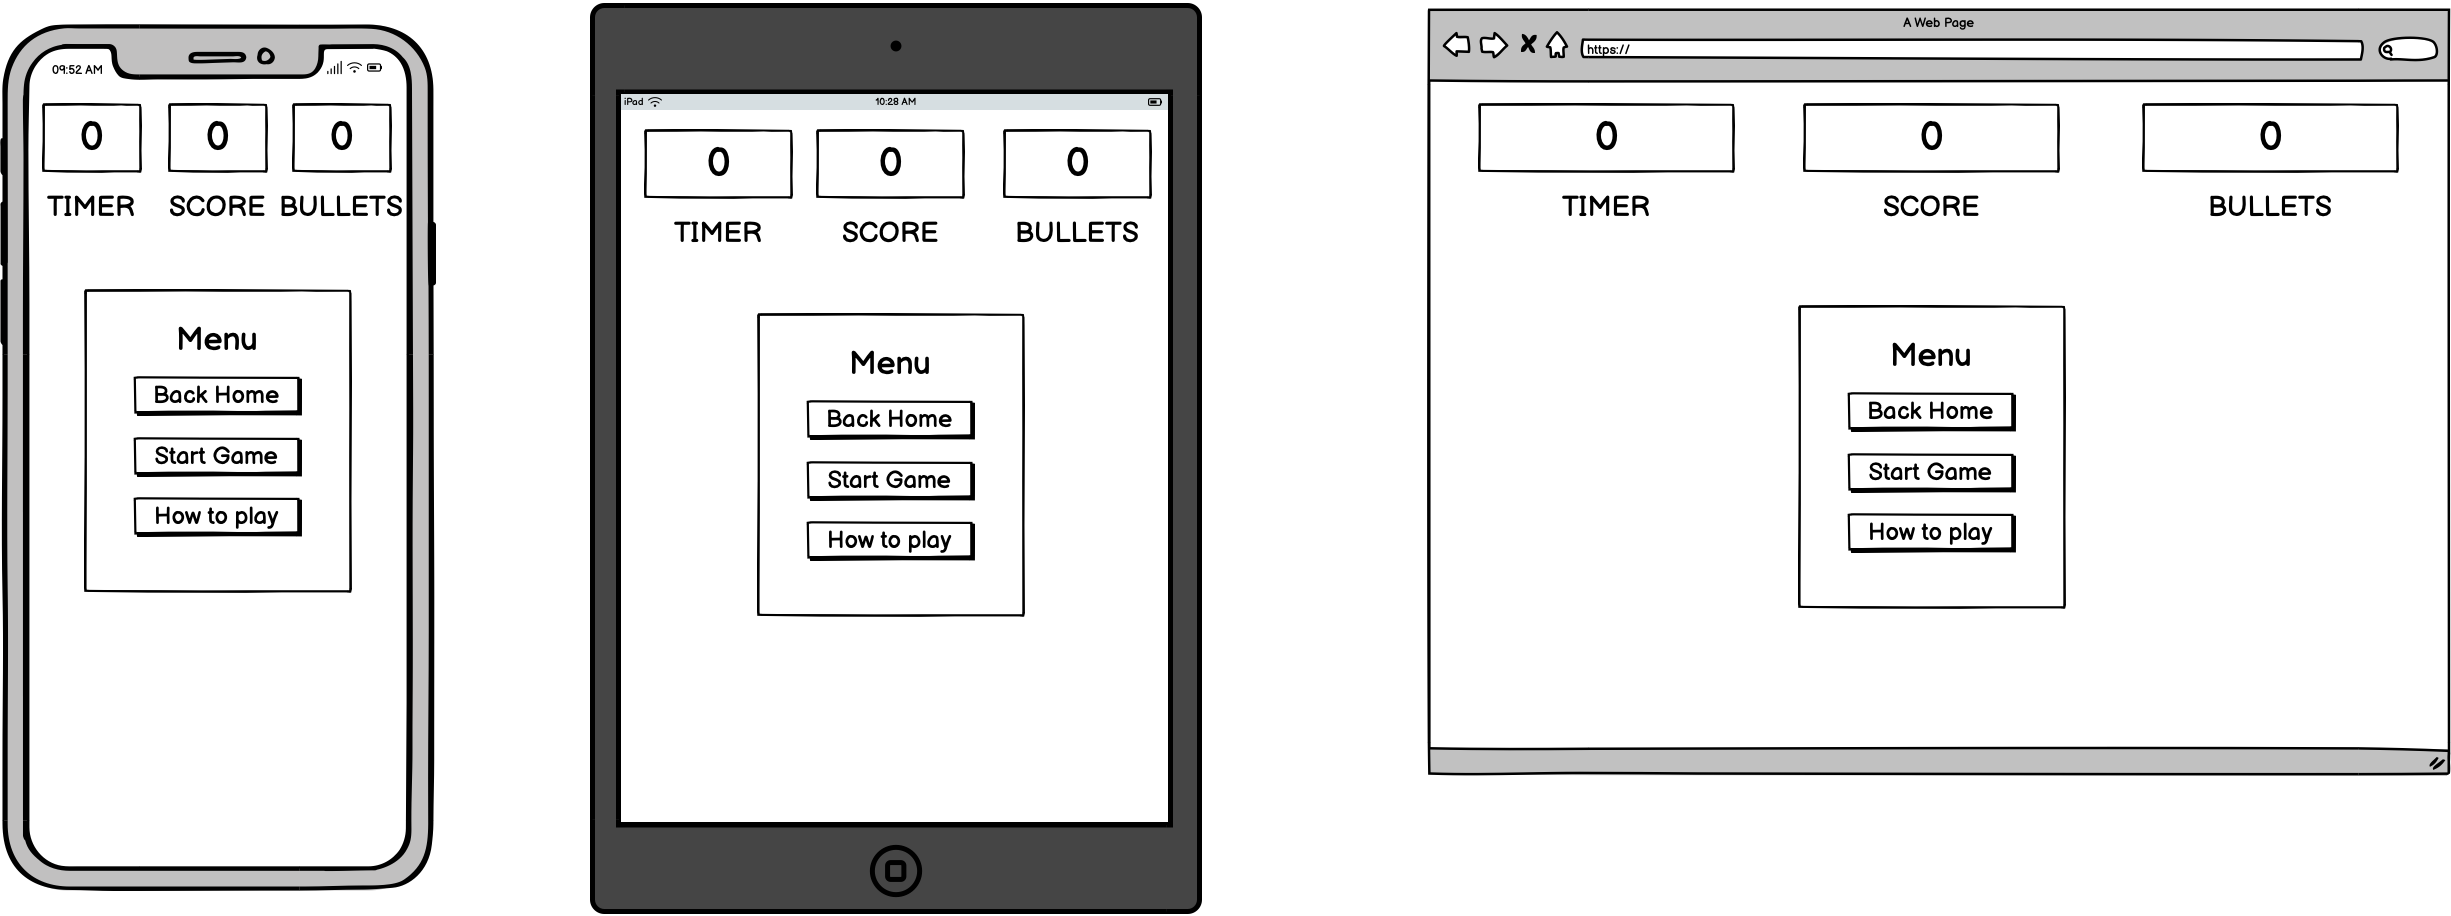 09:52 AM
0 0 0
TIMER SCORE BULLETS
Menu
Back Home
Start Game
How to play
iPad 10:28 AM
0 0 0
TIMER SCORE BULLETS
Menu
Back Home
Start Game
How to play
A Web Page
https://
0 0 0
TIMER SCORE BULLETS
Menu
Back Home
Start Game
How to play